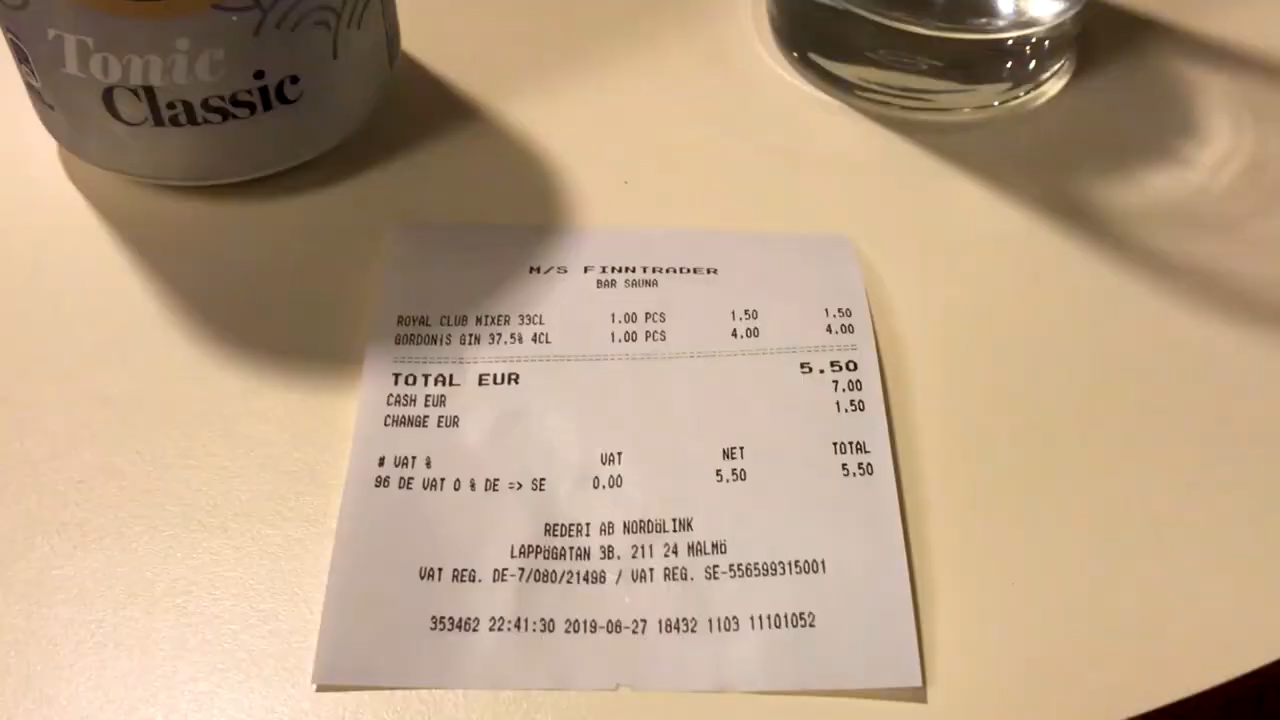 Tonic
Classic
M/S FINNTRADER
BAR SAUNA
ROYAL CLUB MIXER 33CL 1.00 PCS 1.50 1.50
GORDONiS GIN 37.5% 4CL 1.00 PCS 4.00 4.00
TOTAL EUR 5.50
CASH EUR 7.00
CHANGE EUR 1.50
# VAT % VAT NET TOTAL
96 DE VAT 0 % DE => SE 0.00 5.50 5.50
REDERI AB NORDöLINK
LAPPöGATAN 3B. 211 24 MALMö
VAT REG. DE-7/080/21498 / VAT REG. SE-556599315001
353462 22:41:30 2019-08-27 18432 1103 11101052